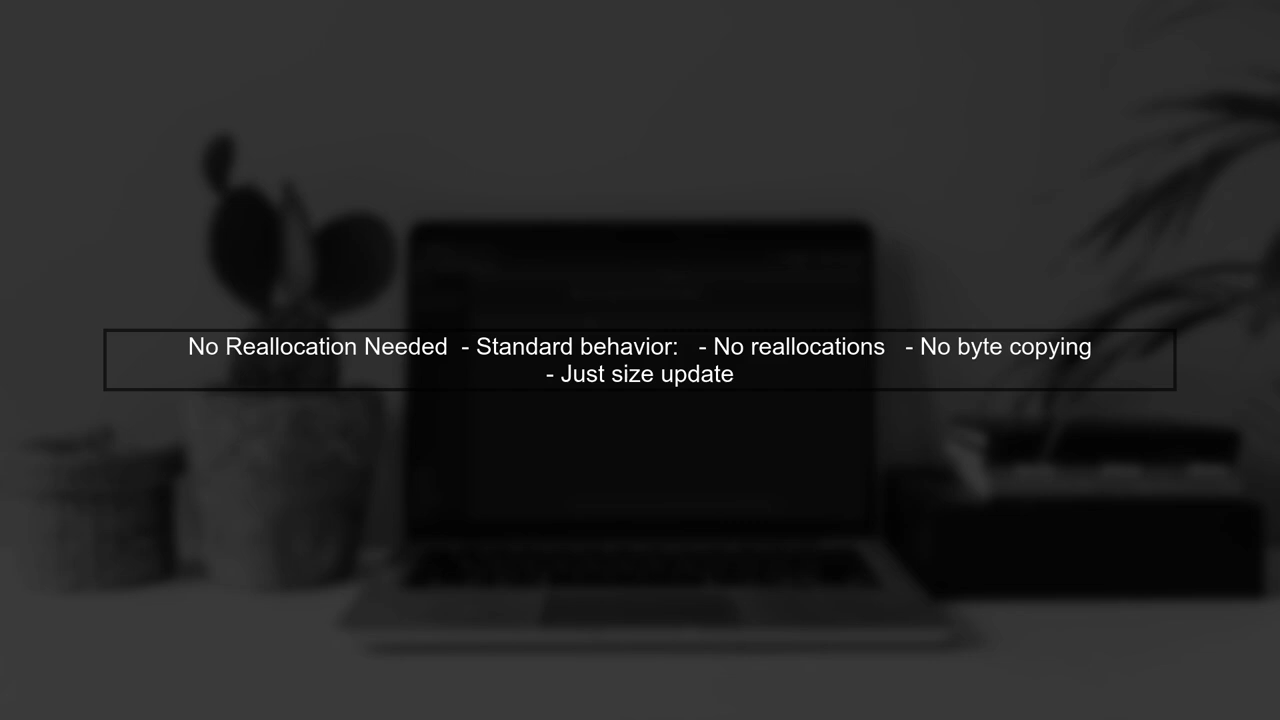 No Reallocation Needed  - Standard behavior:   - No reallocations   - No byte copying
- Just size update